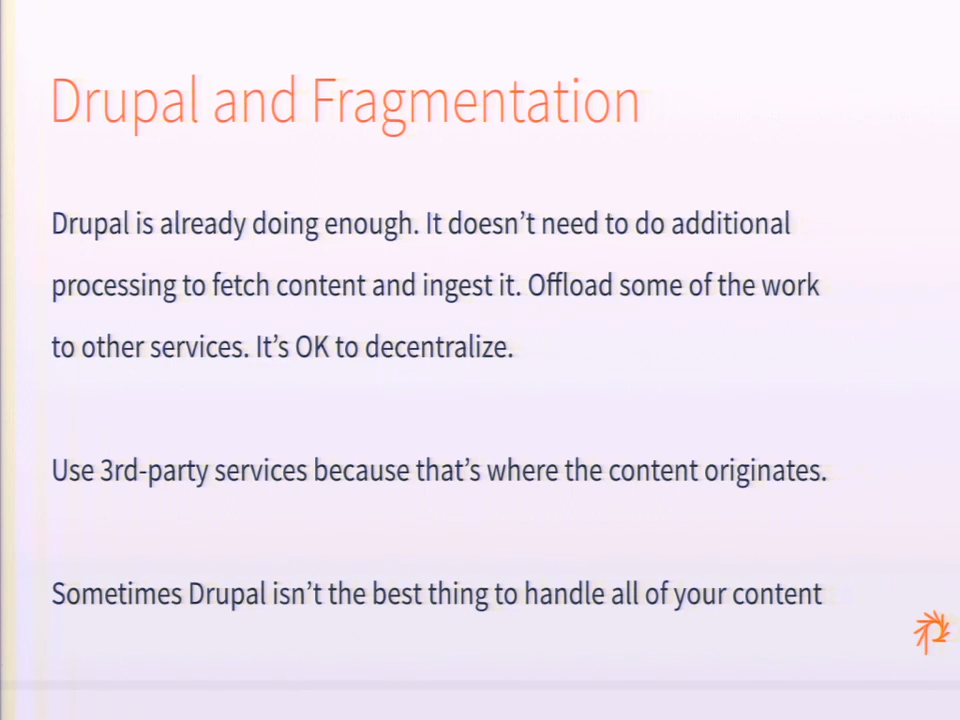 Drupal and Fragmentation
Drupal is already doing enough. It doesn’t need to do additional
processing to fetch content and ingest it. Offload some of the work
to other services. It’s OK to decentralize.
Use 3rd-party services because that’s where the content originates.
Sometimes Drupal isn’t the best thing to handle all of your content